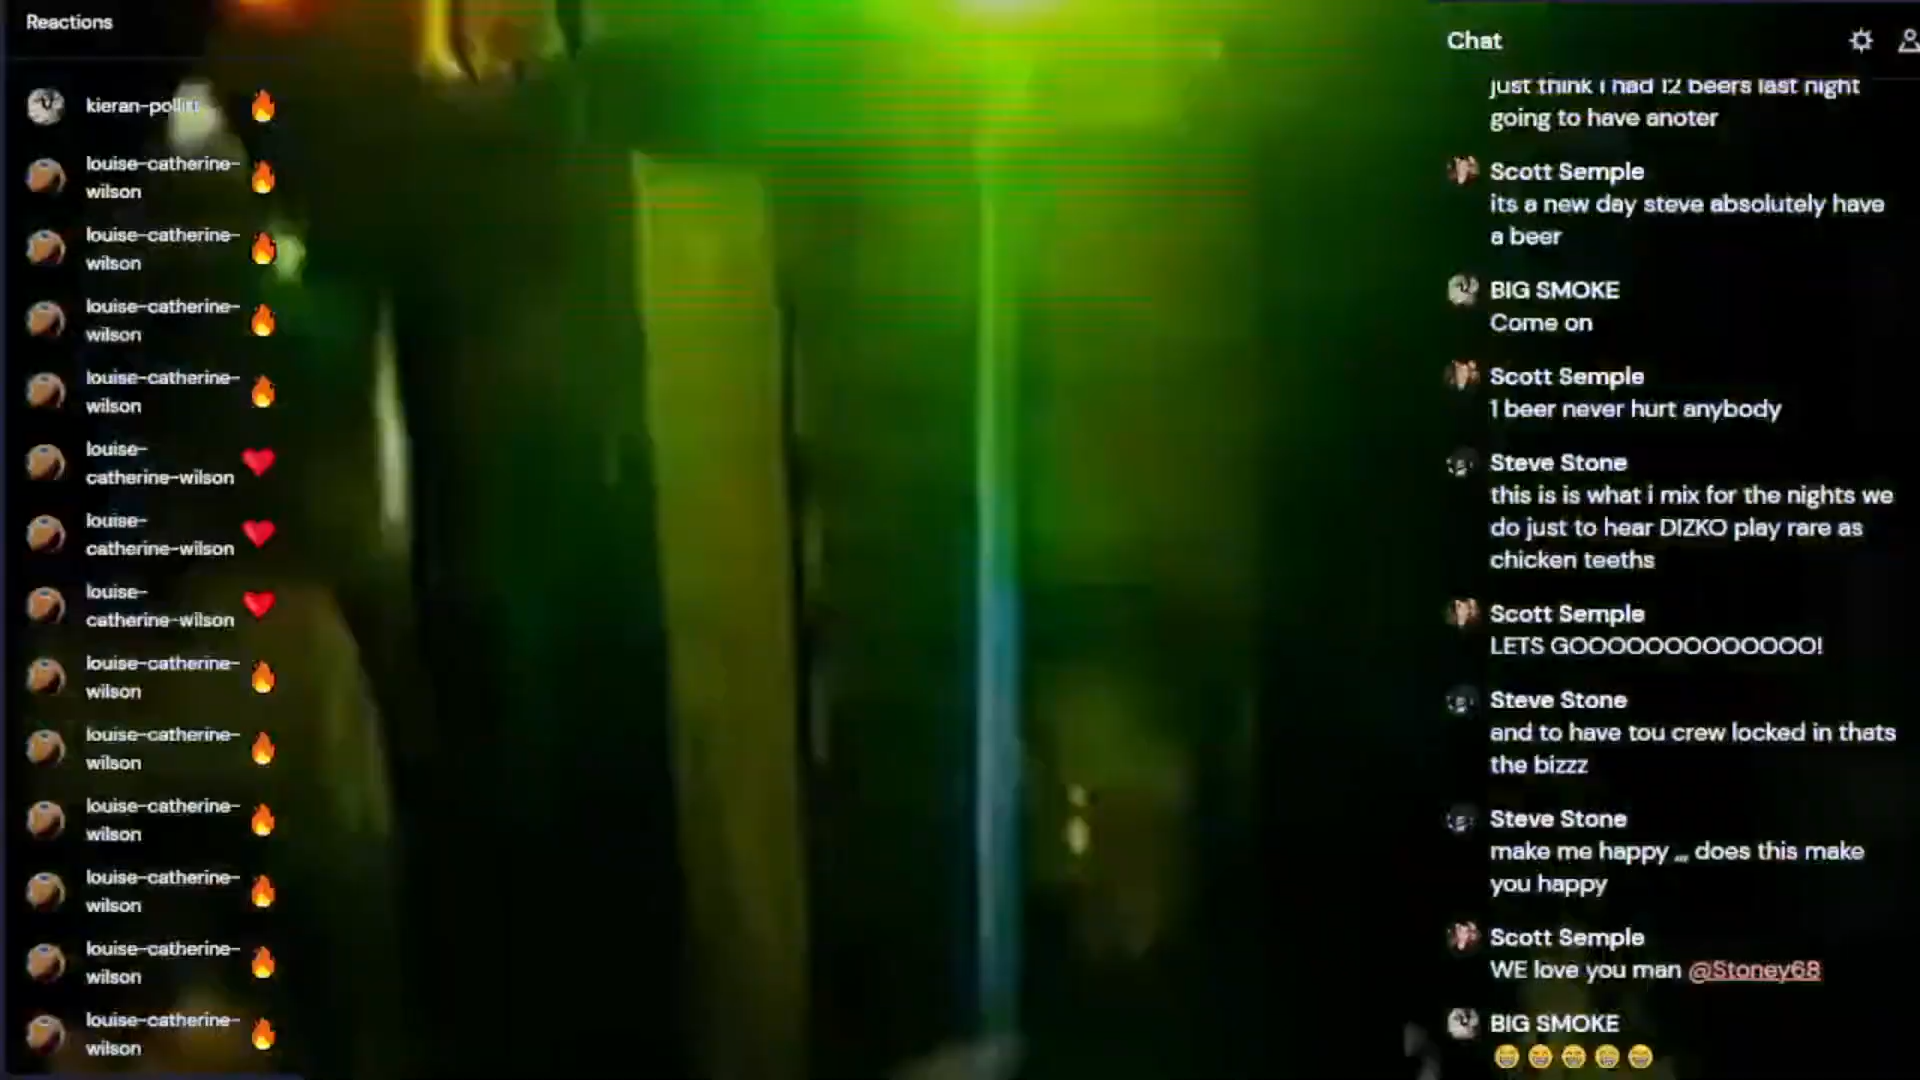 Reactions
kieran-pollitt
louise-catherine-
wilson
louise-catherine-
wilson
louise-catherine-
wilson
louise-catherine-
wilson
louise-
catherine-wilson
louise-
catherine-wilson
louise-
catherine-wilson
louise-catherine-
wilson
louise-catherine-
wilson
louise-catherine-
wilson
louise-catherine-
wilson
louise-catherine-
wilson
louise-catherine-
wilson
Chat
just think i had 12 beers last night
going to have anoter
Scott Semple
its a new day steve absolutely have
a beer
BIG SMOKE
Come on
Scott Semple
1 beer never hurt anybody
Steve Stone
this is is what i mix for the nights we
do just to hear DIZKO play rare as
chicken teeths
Scott Semple
LETS GOOOOOOOOOOOOO!
Steve Stone
and to have tou crew locked in thats
the bizzz
Steve Stone
make me happy ,,, does this make
you happy
Scott Semple
WE love you man @Stoney68
BIG SMOKE